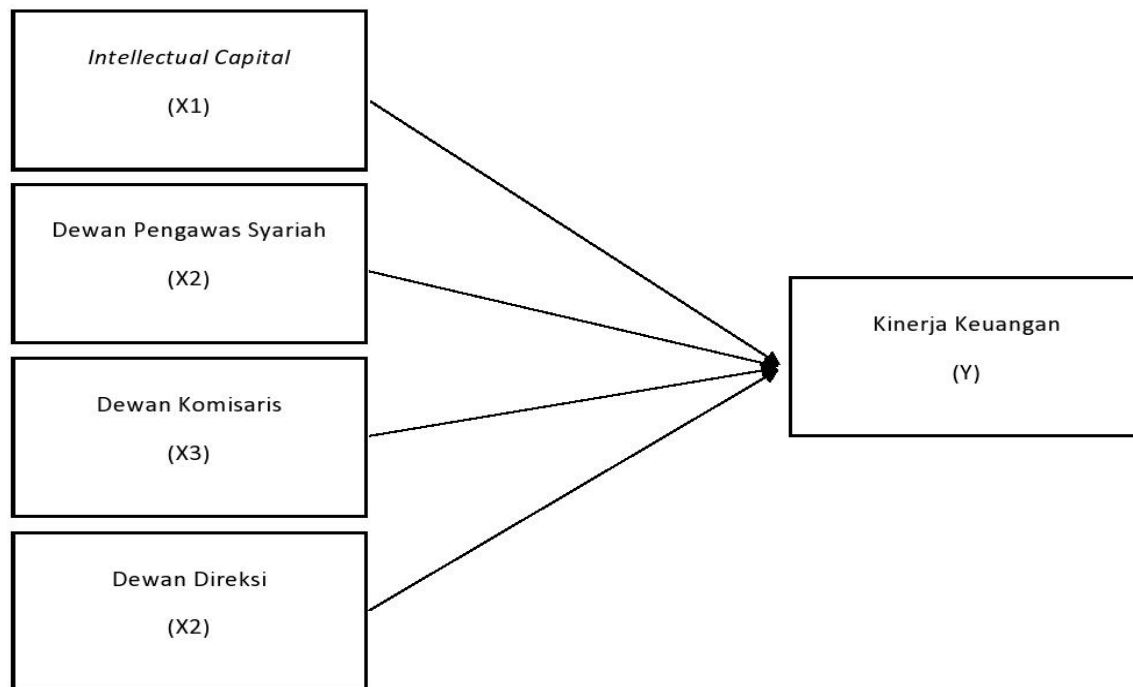 Intellectual Capital
(X1)
Dewan Pengawas Syariah
(X2)
Dewan Komisaris
(X3)
Dewan Direksi
(X2)
Kinerja Keuangan
(Y)